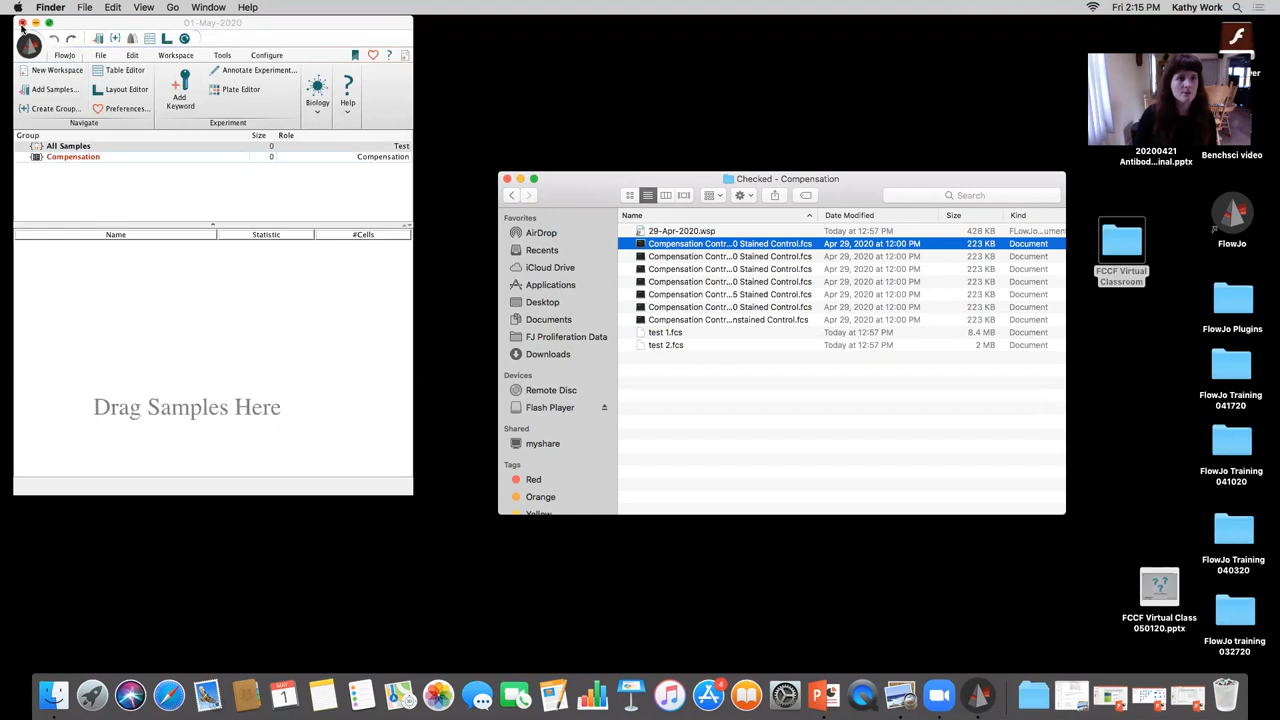 Finder File Edit View Go Window Help
Fri 2:15 PM Kathy Work
01-May-2020
FlowJo File Edit Workspace Tools Configure
New Workspace Table Editor Annotate Experiment...
Add Samples... Layout Editor Add Keyword Plate Editor Biology Help
Create Group... Preferences...
Navigate Experiment
Group Size Role
All Samples 0 Test
Compensation 0 Compensation
Name Statistic #Cells
Drag Samples Here
Checked - Compensation
Search
Favorites
AirDrop
Recents
iCloud Drive
Applications
Desktop
Documents
FJ Proliferation Data
Downloads
Devices
Remote Disc
Flash Player
Shared
myshare
Tags
Red
Orange
Yellow
Name Date Modified Size Kind
29-Apr-2020.wsp Today at 12:57 PM 428 KB FLowJo...ument
Compensation Contr...0 Stained Control.fcs Apr 29, 2020 at 12:00 PM 223 KB Document
Compensation Contr...0 Stained Control.fcs Apr 29, 2020 at 12:00 PM 223 KB Document
Compensation Contr...0 Stained Control.fcs Apr 29, 2020 at 12:00 PM 223 KB Document
Compensation Contr...0 Stained Control.fcs Apr 29, 2020 at 12:00 PM 223 KB Document
Compensation Contr...5 Stained Control.fcs Apr 29, 2020 at 12:00 PM 223 KB Document
Compensation Contr...0 Stained Control.fcs Apr 29, 2020 at 12:00 PM 223 KB Document
Compensation Contr...nstained Control.fcs Apr 29, 2020 at 12:00 PM 223 KB Document
test 1.fcs Today at 12:57 PM 8.4 MB Document
test 2.fcs Today at 12:57 PM 2 MB Document
20200421
Antibod...inal.pptx
Benchsci video
FCCF Virtual
Classroom
FlowJo
FlowJo Plugins
FlowJo Training
041720
FlowJo Training
041020
FlowJo Training
040320
FCCF Virtual Class
050120.pptx
FlowJo training
032720
MAY
1
4